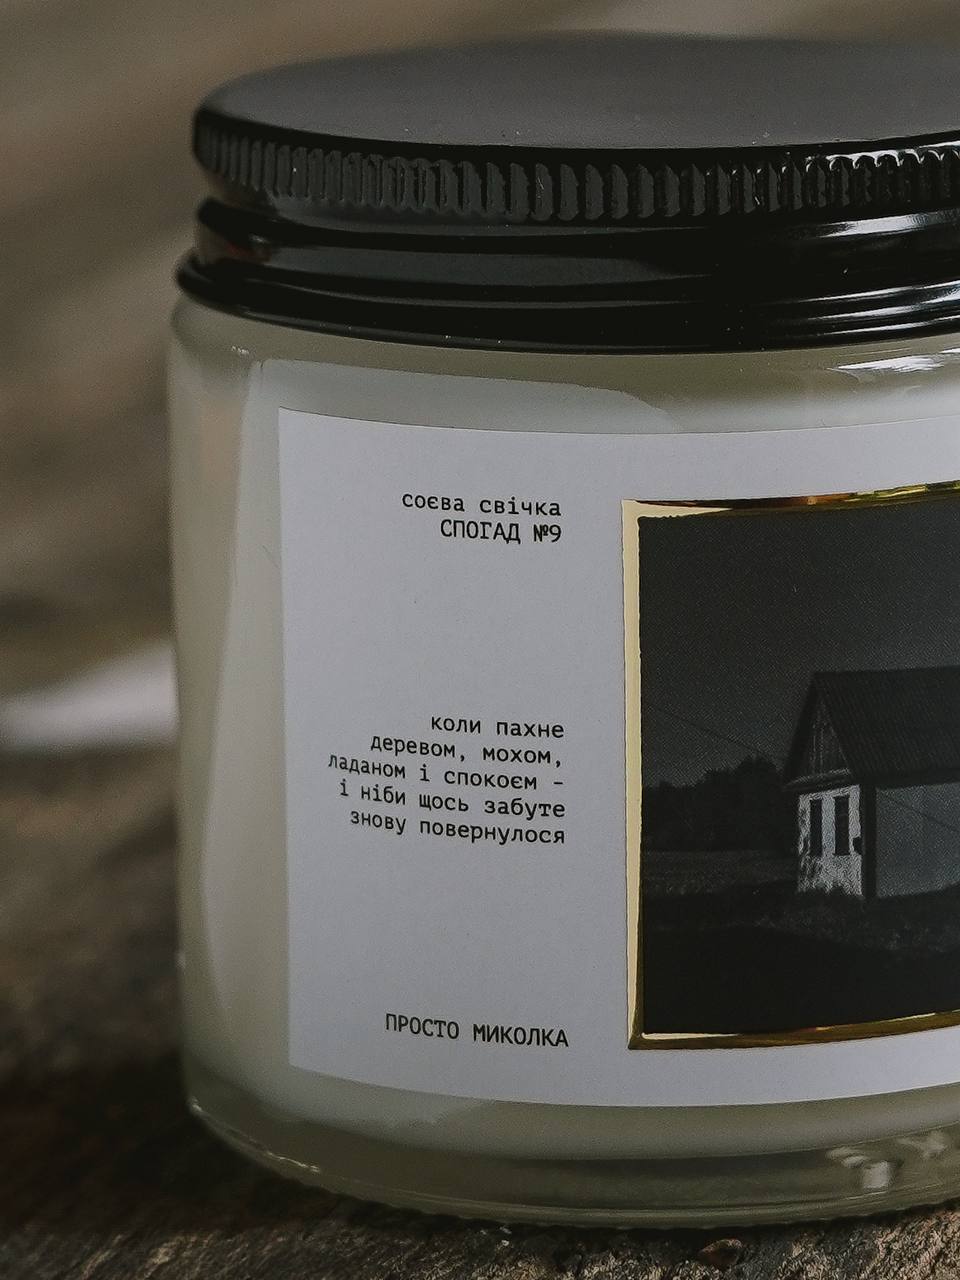 соєва свічка
СПОГАД №9
коли пахне
деревом, мохом,
ладаном і спокоєм –
і ніби щось забуте
знову повернулося
ПРОСТО МИКОЛКА